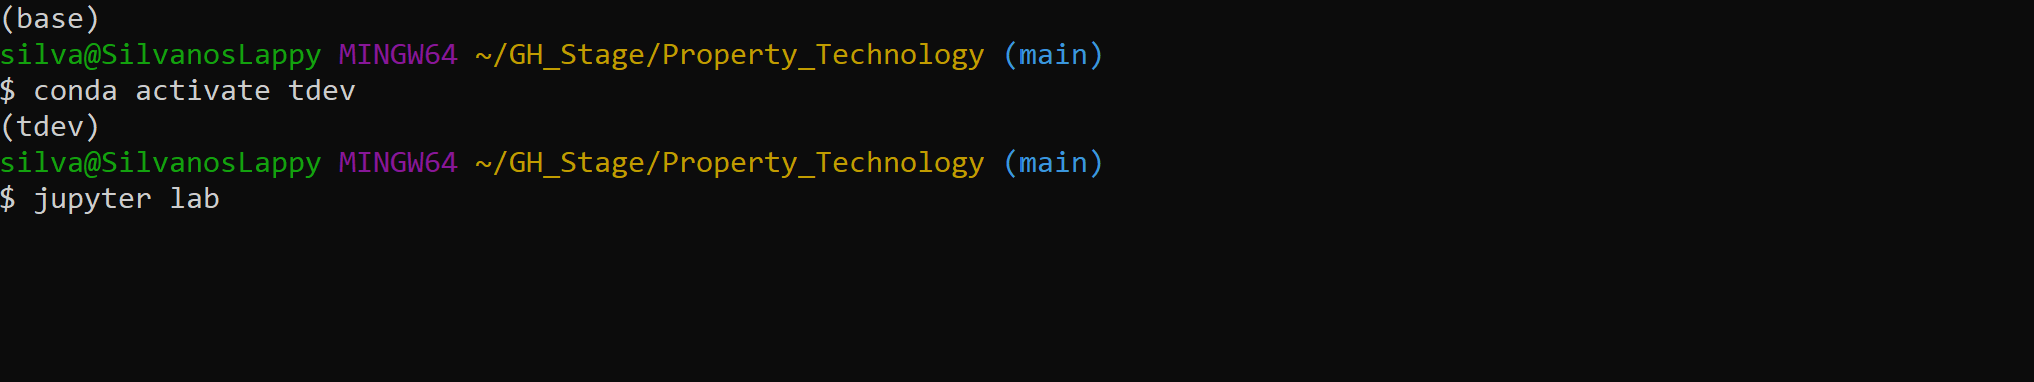 (base)
silva@SilvanosLappy MINGW64 ~/GH_Stage/Property_Technology (main)
$ conda activate tdev
(tdev)
silva@SilvanosLappy MINGW64 ~/GH_Stage/Property_Technology (main)
$ jupyter lab